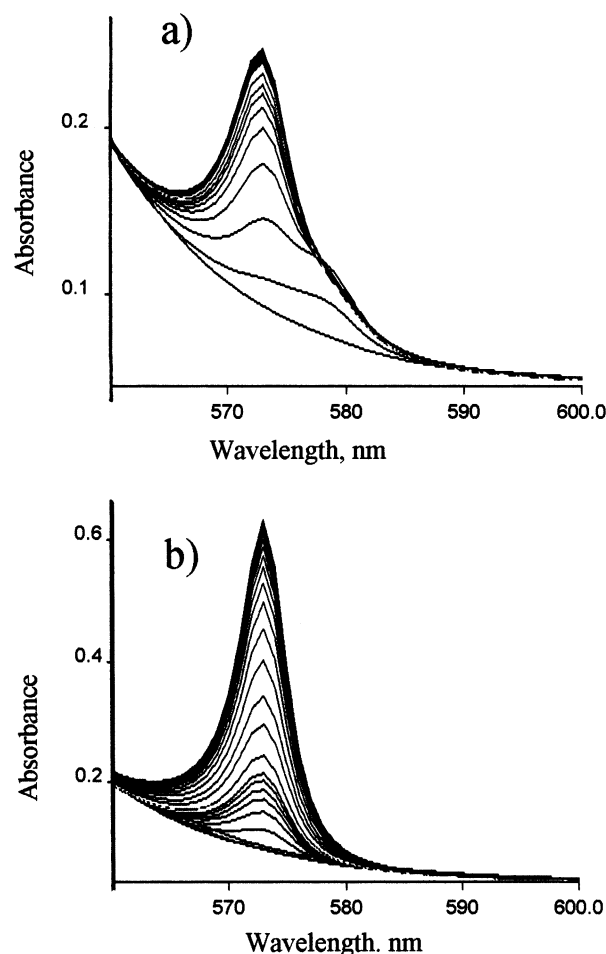 a)
0.2
0.1
Absorbance
570 580 590 600.0
Wavelength, nm
b)
0.6
0.4
0.2
Absorbance
570 580 590 600.0
Wavelength. nm